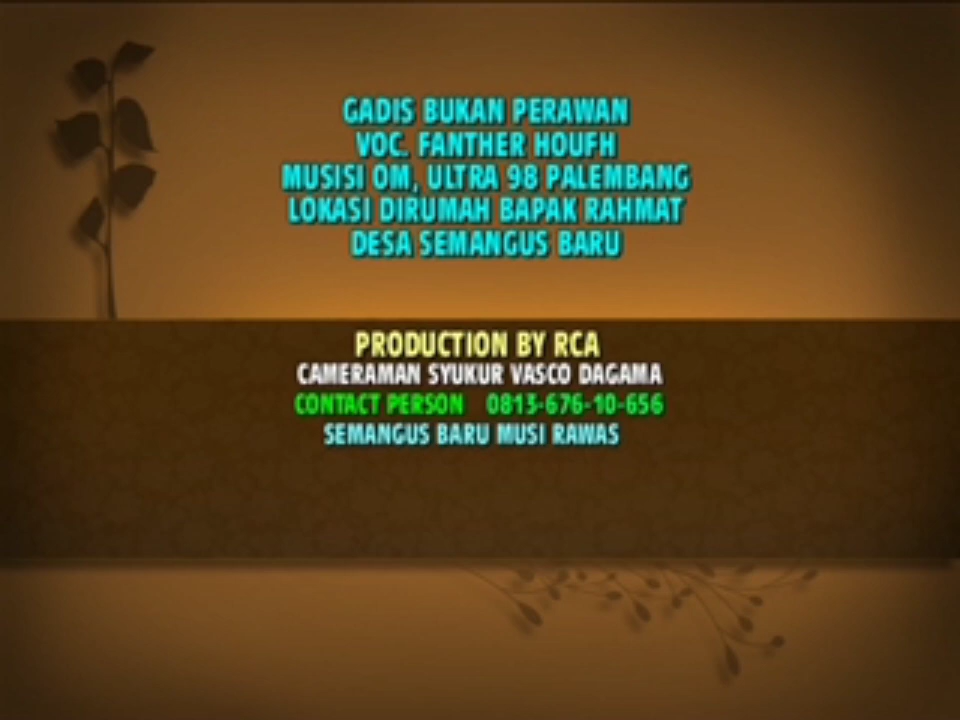 GADIS BUKAN PERAWAN
VOC. FANTHER HOUFH
MUSISI OM, ULTRA 98 PALEMBANG
LOKASI DIRUMAH BAPAK RAHMAT
DESA SEMANGUS BARU
PRODUCTION BY RCA
CAMERAMAN SYUKUR VASCO DAGAMA
CONTACT PERSON 0813-676-10-656
SEMANGUS BARU MUSI RAWAS